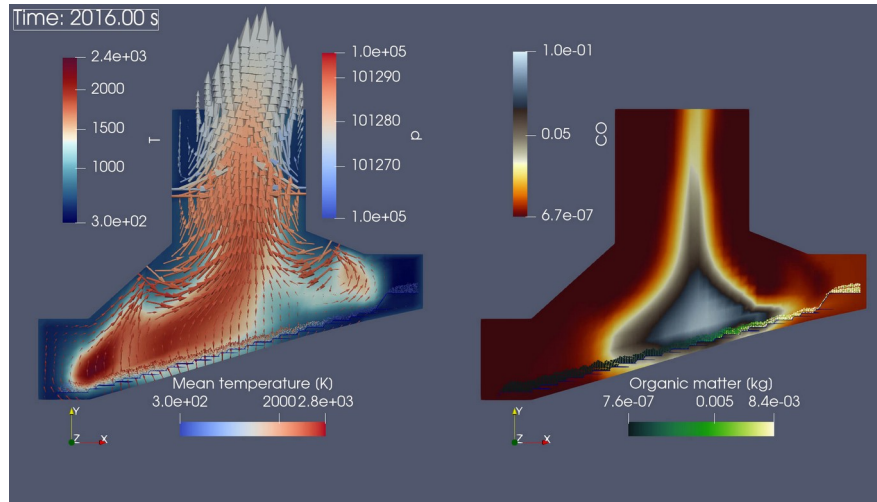 Time: 2016.00 s
2.4e+03
2000
1500
1000
3.0e+02
T
1.0e+05
101290
101280
101270
1.0e+05
p
1.0e-01
0.05
6.7e-07
CO
Mean temperature (K)
3.0e+02 2000 2.8e+03
Y
Z X
Organic matter (kg)
7.6e-07 0.005 8.4e-03
Y
Z X